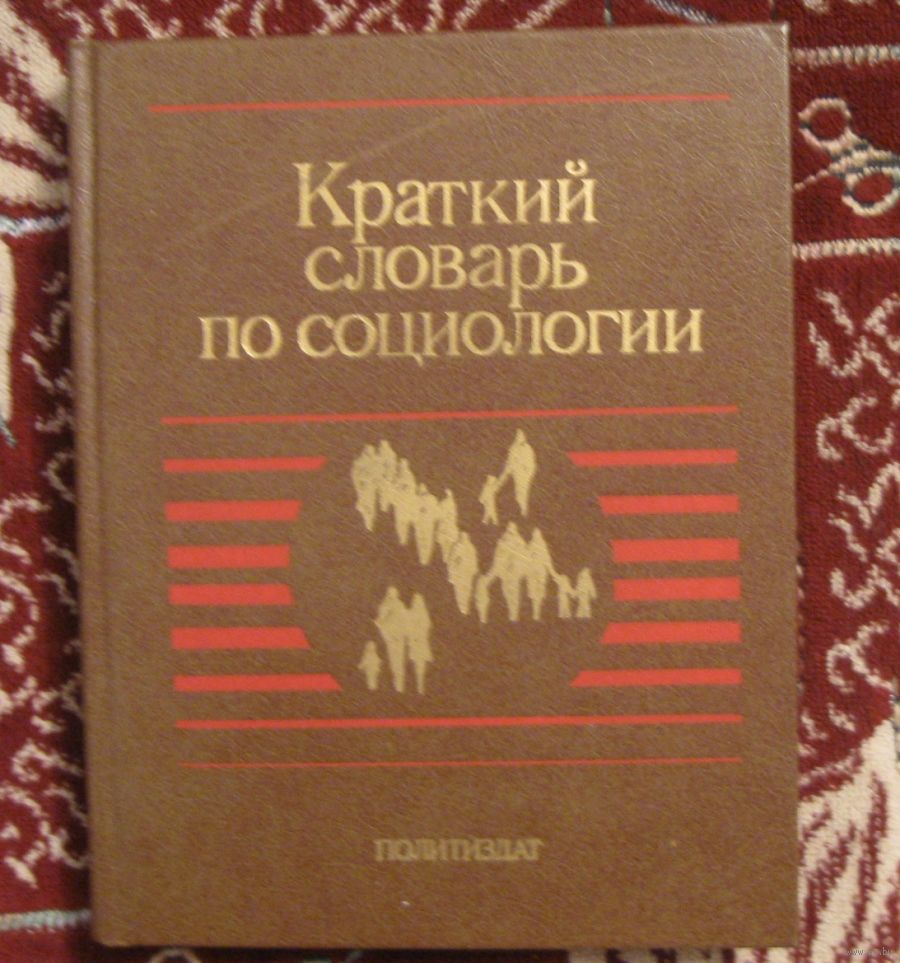 Краткий
словарь
по социологии
ПОЛИТИЗДАТ